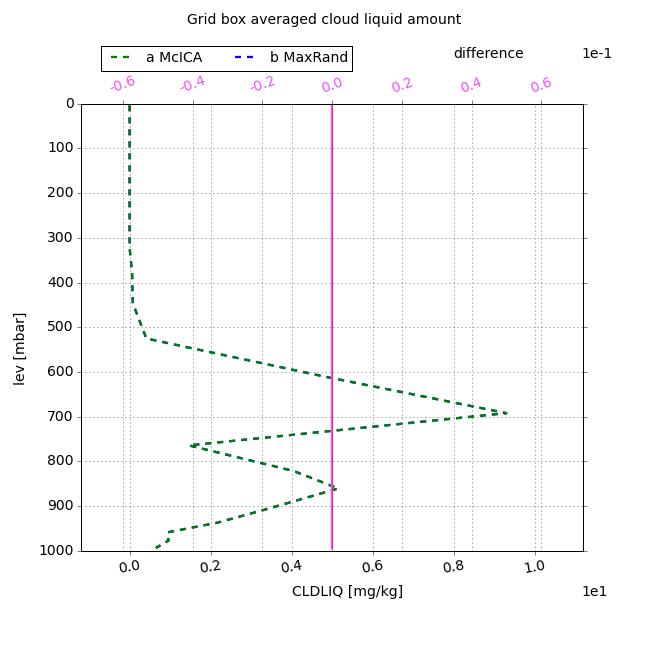 Grid box averaged cloud liquid amount
a McICA b MaxRand difference 1e-1
-0.6 -0.4 -0.2 0.0 0.2 0.4 0.6
0
100
200
300
400
500
600
700
800
900
1000
lev [mbar]
0.0 0.2 0.4 0.6 0.8 1.0
CLDLIQ [mg/kg] 1e1